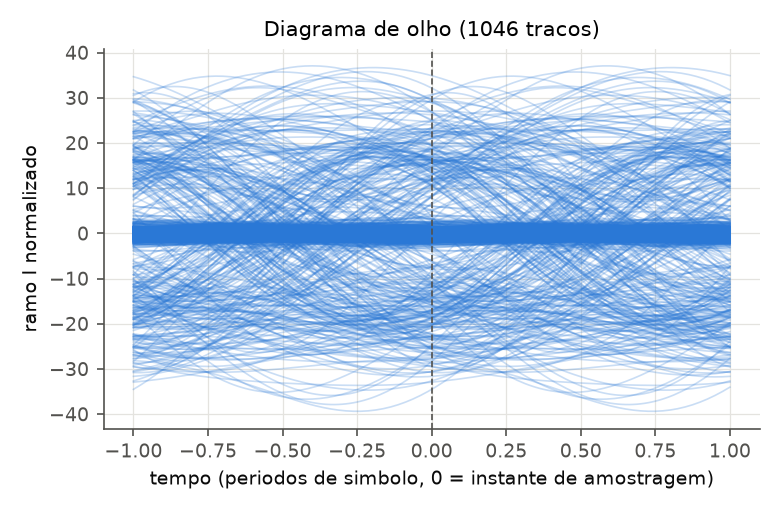 Diagrama de olho (1046 tracos)
ramo I normalizado
40
30
20
10
0
−10
−20
−30
−40
−1.00 −0.75 −0.50 −0.25 0.00 0.25 0.50 0.75 1.00
tempo (periodos de simbolo, 0 = instante de amostragem)